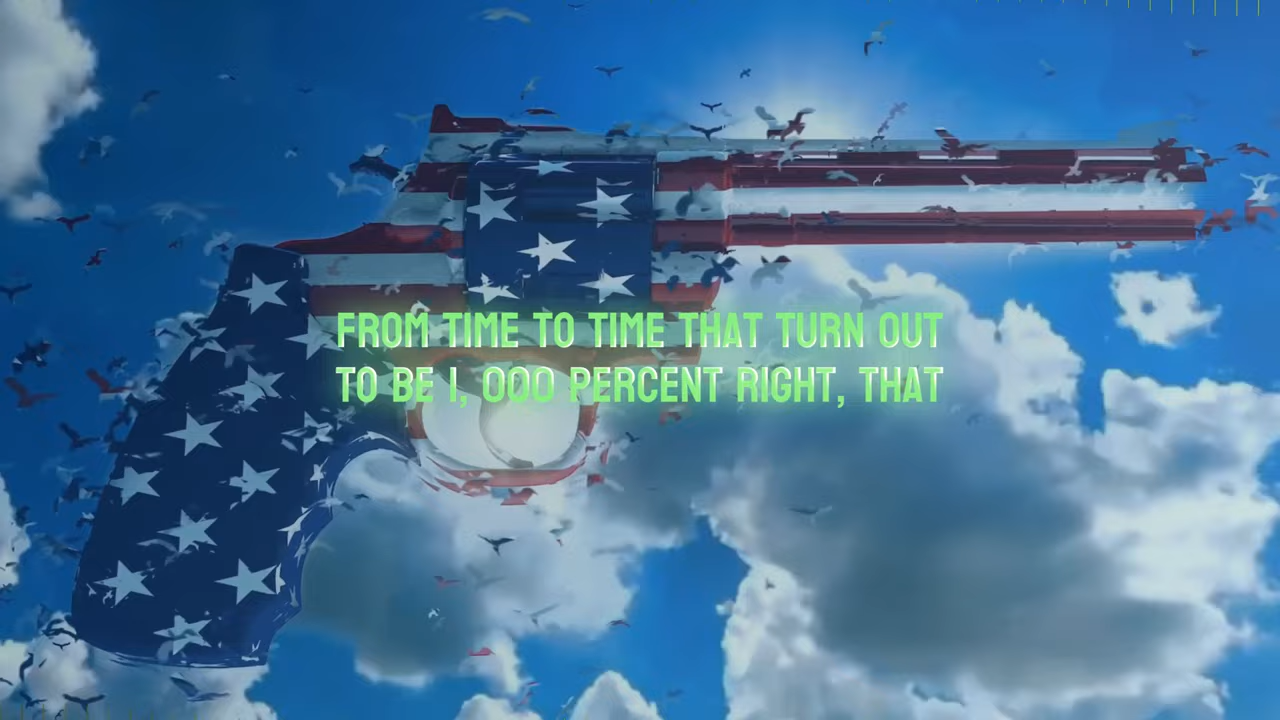 FROM TIME TO TIME THAT TURN OUT
TO BE 1, 000 PERCENT RIGHT, THAT